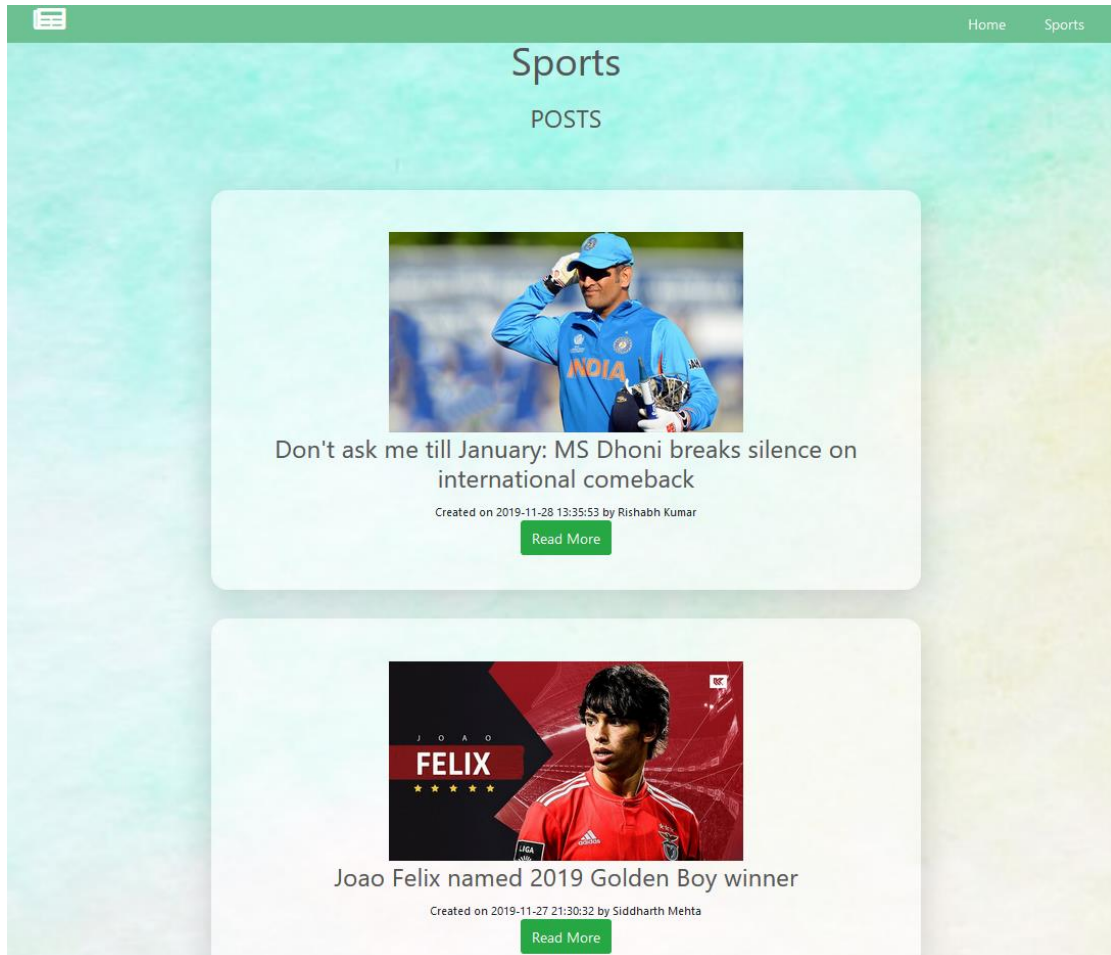 Home Sports
Sports
POSTS
INDIA
Don't ask me till January: MS Dhoni breaks silence on
international comeback
Created on 2019-11-28 13:35:53 by Rishabh Kumar
Read More
J O A O
FELIX
LIGA
Joao Felix named 2019 Golden Boy winner
Created on 2019-11-27 21:30:32 by Siddharth Mehta
Read More